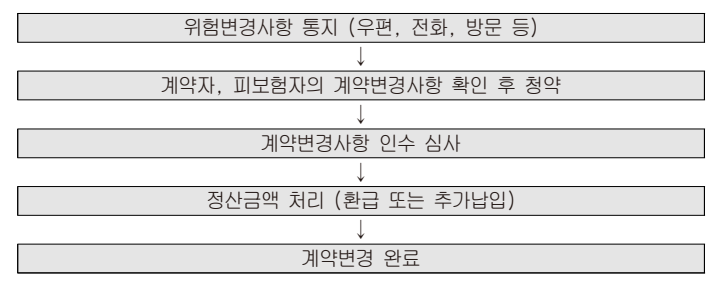 위험변경사항 통지 (우편, 전화, 방문 등)
↓
계약자, 피보험자의 계약변경사항 확인 후 청약
↓
계약변경사항 인수 심사
↓
정산금액 처리 (환급 또는 추가납입)
↓
계약변경 완료